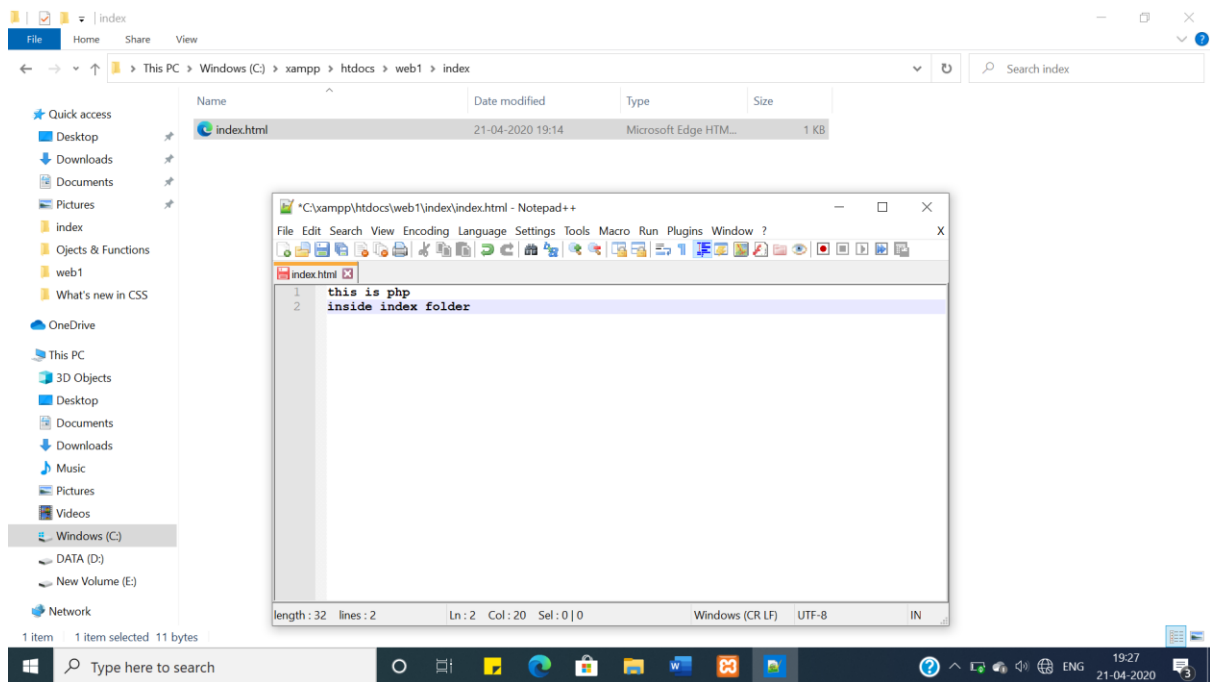 index
File Home Share View
This PC > Windows (C:) > xampp > htdocs > web1 > index
Search index
Name Date modified Type Size
index.html 21-04-2020 19:14 Microsoft Edge HTM... 1 KB
Quick access
Desktop
Downloads
Documents
Pictures
index
Ojects & Functions
web1
What's new in CSS
OneDrive
This PC
3D Objects
Desktop
Documents
Downloads
Music
Pictures
Videos
Windows (C:)
DATA (D:)
New Volume (E:)
Network
*C:\xampp\htdocs\web1\index\index.html - Notepad++
File Edit Search View Encoding Language Settings Tools Macro Run Plugins Window ? X
index.html
1 this is php
2 inside index folder
length : 32 lines : 2 Ln : 2 Col : 20 Sel : 0 | 0 Windows (CR LF) UTF-8 IN
1 item 1 item selected 11 bytes
Type here to search
ENG 19:27
21-04-2020
3